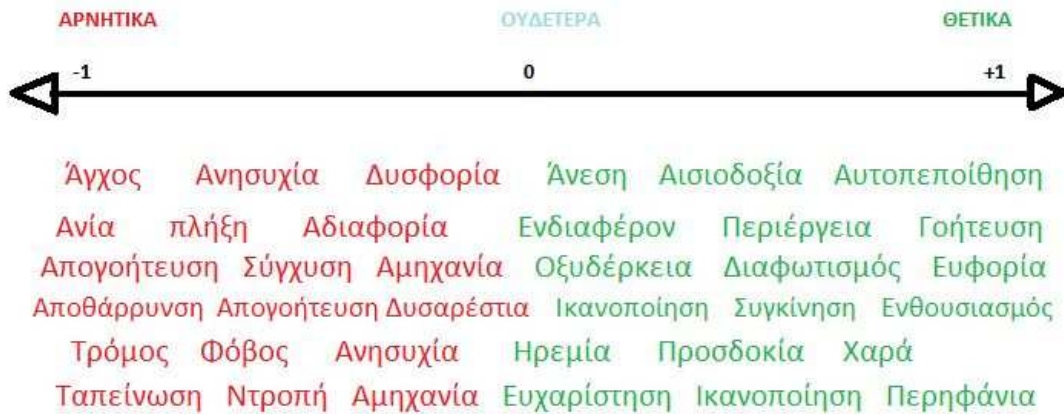 ΑΡΝΗΤΙΚΑ ΟΥΔΕΤΕΡΑ ΘΕΤΙΚΑ
-1 0 +1
Άγχος Ανησυχία Δυσφορία Άνεση Αισιοδοξία Αυτοπεποίθηση
Ανία πλήξη Αδιαφορία Ενδιαφέρον Περιέργεια Γοήτευση
Απογοήτευση Σύγχυση Αμηχανία Οξυδέρκεια Διαφωτισμός Ευφορία
Αποθάρρυνση Απογοήτευση Δυσαρέστια Ικανοποίηση Συγκίνηση Ενθουσιασμός
Τρόμος Φόβος Ανησυχία Ηρεμία Προσδοκία Χαρά
Ταπείνωση Ντροπή Αμηχανία Ευχαρίστηση Ικανοποίηση Περηφάνια